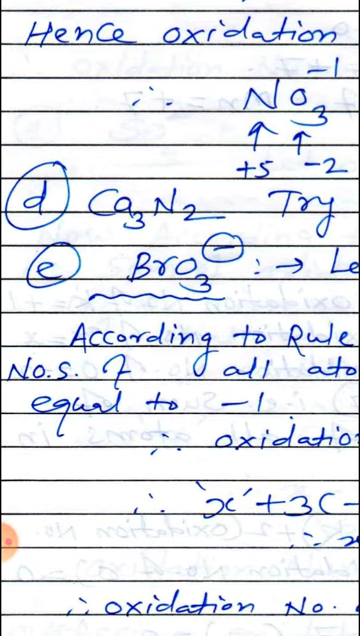 Hence oxidation
∴ NO₃⁻¹
↑ ↑
+5 -2
(d) Ca₃N₂ Try
(e) BrO₃⁻ :→ Le
According to Rule
No.s. of all ato
equal to -1
∴ oxidatio
∴ 'x' + 3(-
∴ x
∴ oxidation No.